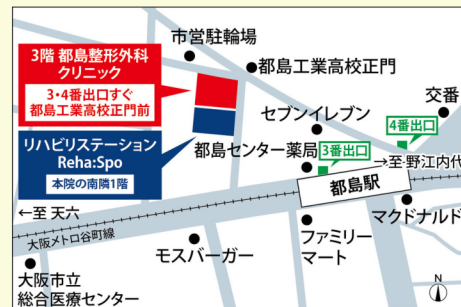 3階 都島整形外科
クリニック
3・4番出口すぐ
都島工業高校正門前
リハビリステーション
Reha:Spo
本院の南隣1階
市営駐輪場
都島工業高校正門
セブンイレブン
交番
4番出口
都島センター薬局
3番出口
→至 野江内代
都島駅
←至 天六
大阪メトロ谷町線
モスバーガー
ファミリー
マート
マクドナルド
大阪市立
総合医療センター
N